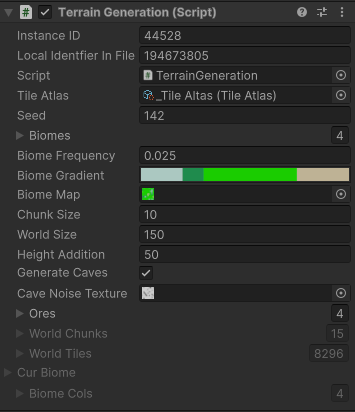 Terrain Generation (Script)
Instance ID 44528
Local Identfier In File 194673805
Script TerrainGeneration
Tile Atlas _Tile Altas (Tile Atlas)
Seed 142
Biomes 4
Biome Frequency 0.025
Biome Gradient
Biome Map
Chunk Size 10
World Size 150
Height Addition 50
Generate Caves
Cave Noise Texture
Ores 4
World Chunks 15
World Tiles 8296
Cur Biome
Biome Cols 4